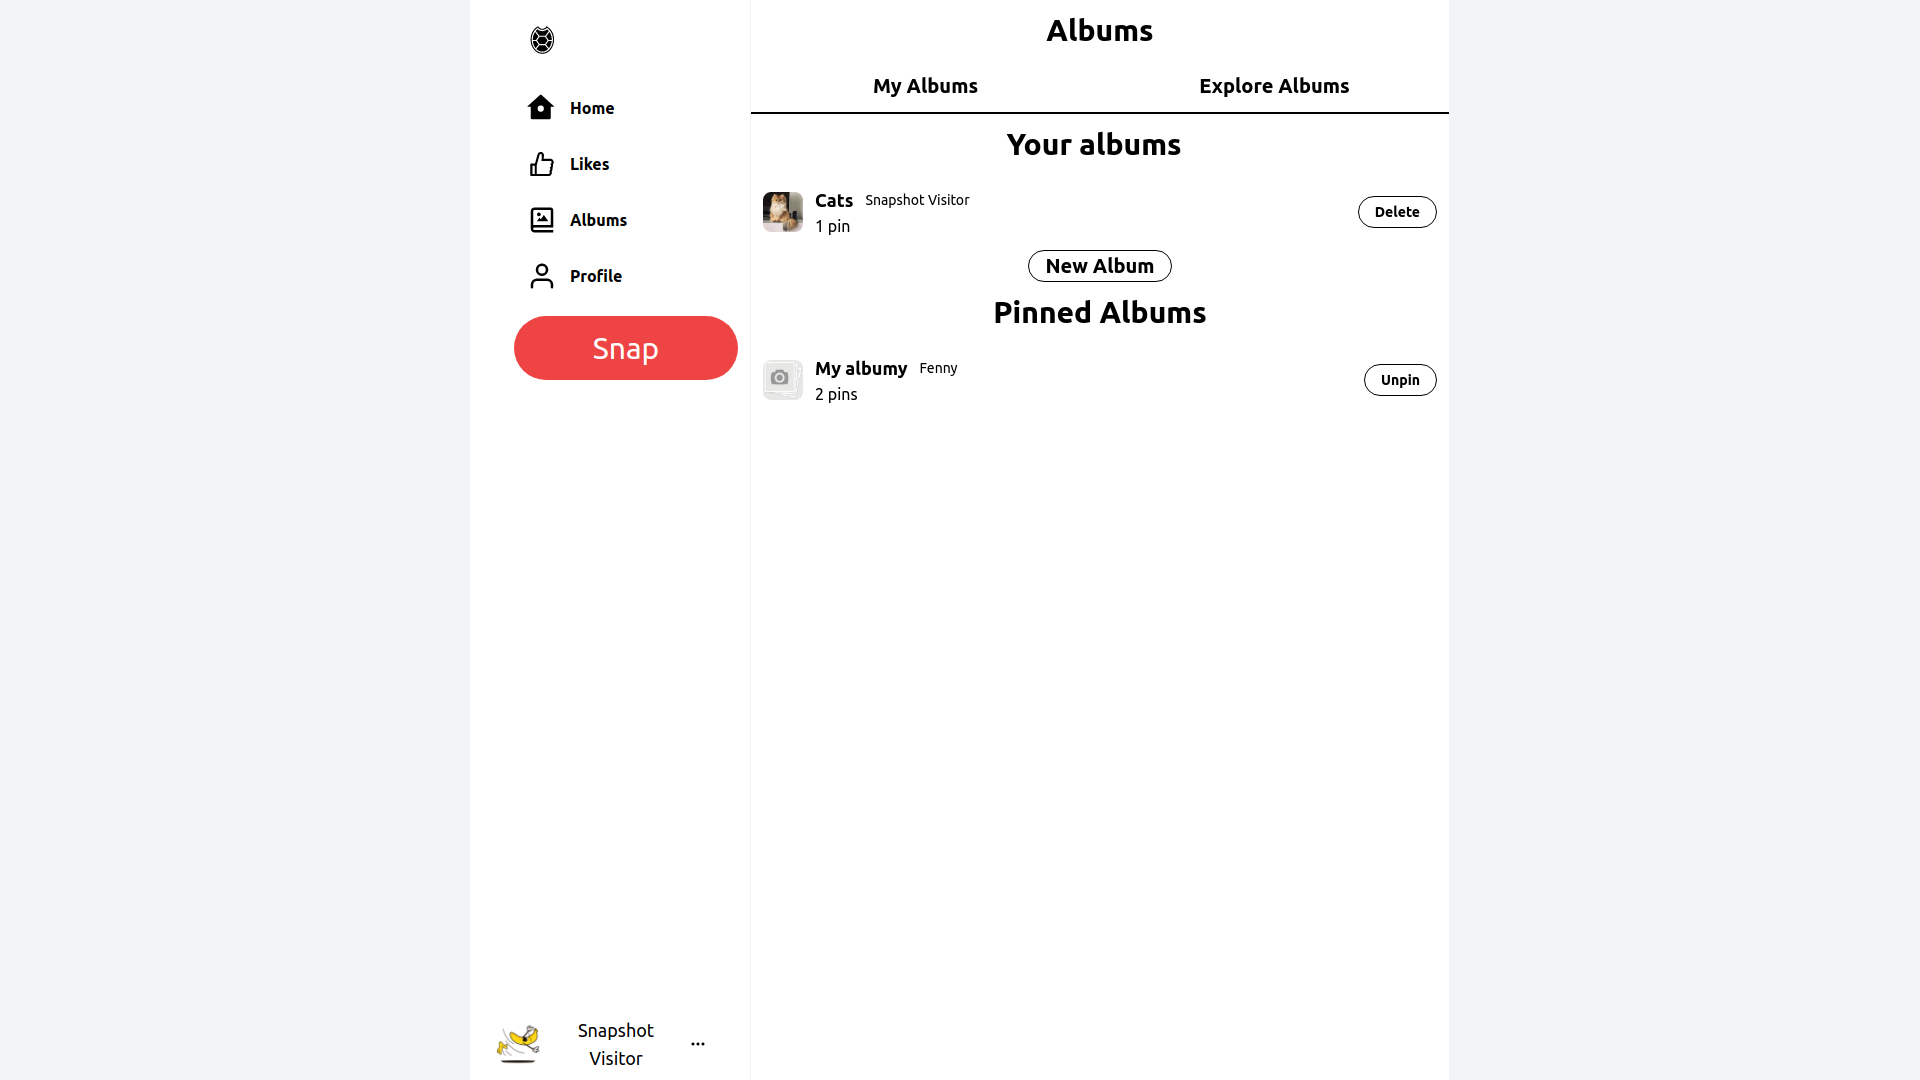 Albums
Home
Likes
Albums
Profile
Snap
Snapshot
Visitor
My Albums
Explore Albums
Your albums
Cats Snapshot Visitor
1 pin
Delete
New Album
Pinned Albums
My albumy Fenny
2 pins
Unpin